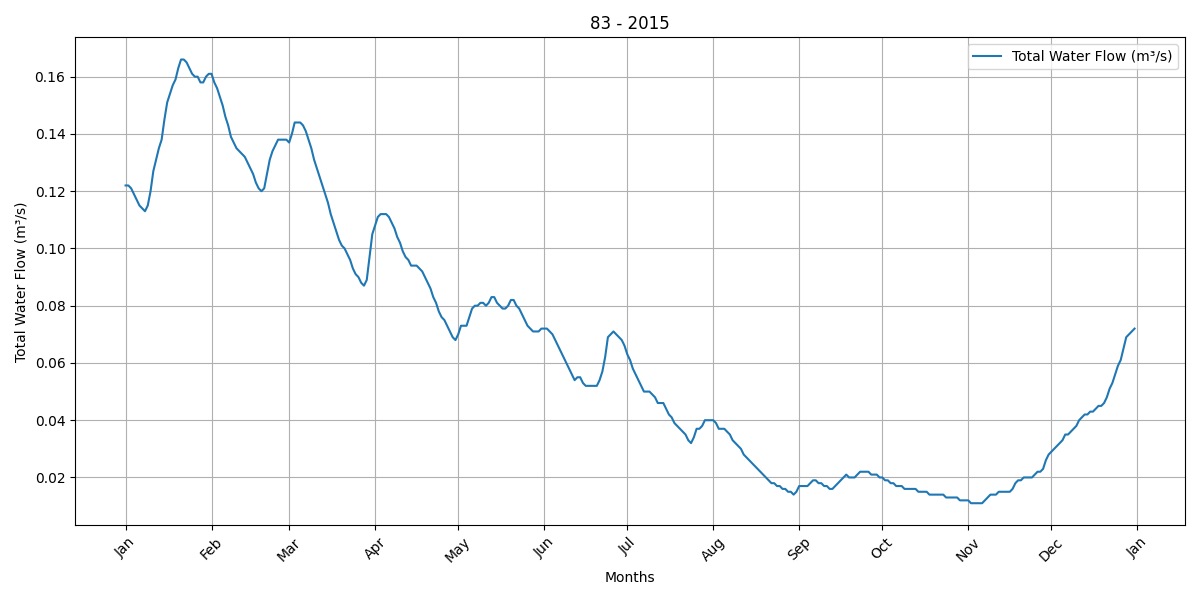 83 - 2015
Total Water Flow (m³/s)
Total Water Flow (m³/s)
0.16
0.14
0.12
0.10
0.08
0.06
0.04
0.02
Jan
Feb
Mar
Apr
May
Jun
Jul
Aug
Sep
Oct
Nov
Dec
Jan
Months